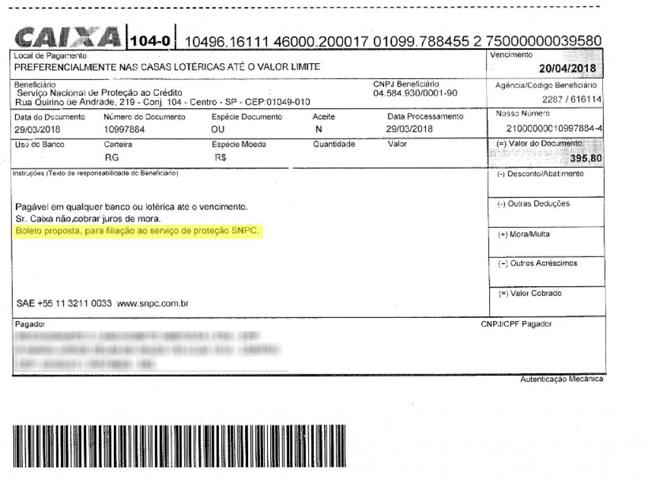 CAIXA 104-0 10496.16111 46000.200017 01099.788455 2 75000000039580
Local de Pagamento Vencimento
PREFERENCIALMENTE NAS CASAS LOTÉRICAS ATÉ O VALOR LIMITE 20/04/2018
Beneficiário CNPJ Beneficiário Agência/Código Beneficiário
Serviço Nacional de Proteção ao Crédito 04.584.930/0001-90
Rua Quirino de Andrade, 219 - Conj. 104 - Centro - SP - CEP:01049-010 2287 / 616114
Data do Documento Número do Documento Espécie Documento Aceite Data Processamento Nosso Número
29/03/2018 10997884 OU N 29/03/2018 21000000010997884-4
Uso do Banco Carteira Espécie Moeda Quantidade Valor (=) Valor do Documento
RG R$ 395,80
Instruções (Texto de responsabilidade do Beneficiário) (-) Desconto/Abatimento
Pagável em qualquer banco ou lotérica até o vencimento. (-) Outras Deduções
Sr. Caixa não,cobrar juros de mora.
Boleto proposta, para filiação ao serviço de proteção SNPC. (+) Mora/Multa
(+) Outros Acréscimos
SAE +55 11 3211 0033 www.snpc.com.br (=) Valor Cobrado
Pagador CNPJ/CPF Pagador
Autenticação Mecânica